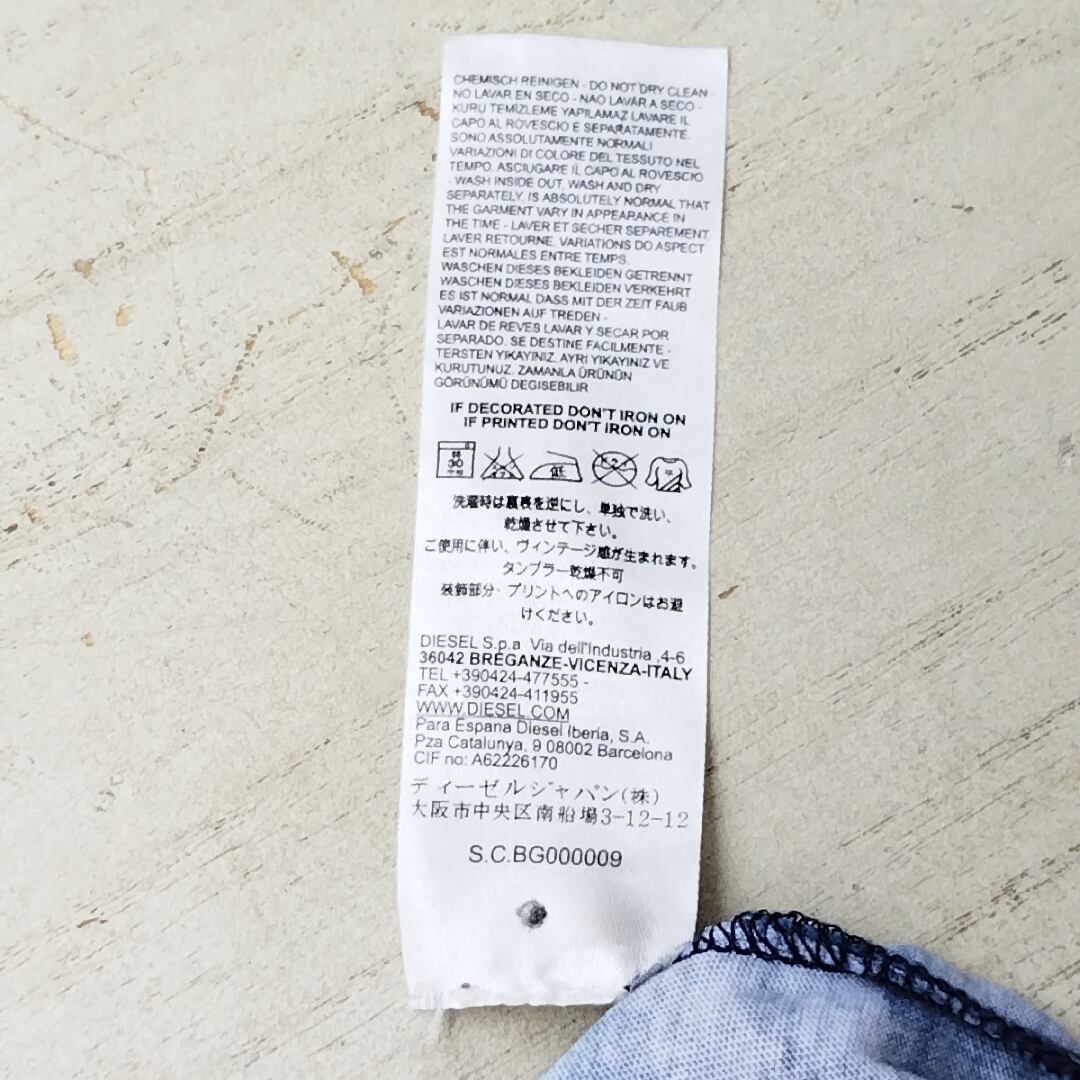 CHEMISCH REINIGEN - DO NOT DRY CLEAN -
NO LAVAR EN SECO - NAO LAVAR A SECO -
KURU TEMIZLEME YAPILAMAZ LAVARE IL
CAPO AL ROVESCIO E SEPARATAMENTE.
SONO ASSOLUTAMENTE NORMALI
VARIAZIONI DI COLORE DEL TESSUTO NEL
TEMPO. ASCIUGARE IL CAPO AL ROVESCIO
- WASH INSIDE OUT, WASH AND DRY
SEPARATELY, IS ABSOLUTELY NORMAL THAT
THE GARMENT VARY IN APPEARANCE IN
THE TIME - LAVER ET SECHER SEPAREMENT.
LAVER RETOURNE. VARIATIONS DO ASPECT
EST NORMALES ENTRE TEMPS.
WASCHEN DIESES BEKLEIDEN GETRENNT
WASCHEN DIESES BEKLEIDEN VERKEHRT
ES IST NORMAL DASS MIT DER ZEIT FAUB
VARIAZIONEN AUF TREDEN -
LAVAR DE REVES LAVAR Y SECAR POR
SEPARADO. SE DESTINE FACILMENTE -
TERSTEN YIKAYINIZ. AYRI YIKAYINIZ VE
KURUTUNUZ. ZAMANLA ÜRÜNÜN
GÖRÜNÜMÜ DEGISEBILIR
IF DECORATED DON'T IRON ON
IF PRINTED DON'T IRON ON
弱 30 中性 低 平
洗濯時は裏表を逆にし、単独で洗い、
乾燥させて下さい。
ご使用に伴い、ヴィンテージ感が生まれます。
タンブラー乾燥不可
装飾部分・プリントへのアイロンはお避
けください。
DIESEL S.p.a Via dell'Industria ,4-6
36042 BREGANZE-VICENZA-ITALY
TEL +390424-477555 -
FAX +390424-411955
WWW.DIESEL.COM
Para Espana Diesel Iberia, S.A.
Pza Catalunya, 9 08002 Barcelona
CIF no: A62226170
ディーゼルジャパン(株)
大阪市中央区南船場3-12-12
S.C.BG000009